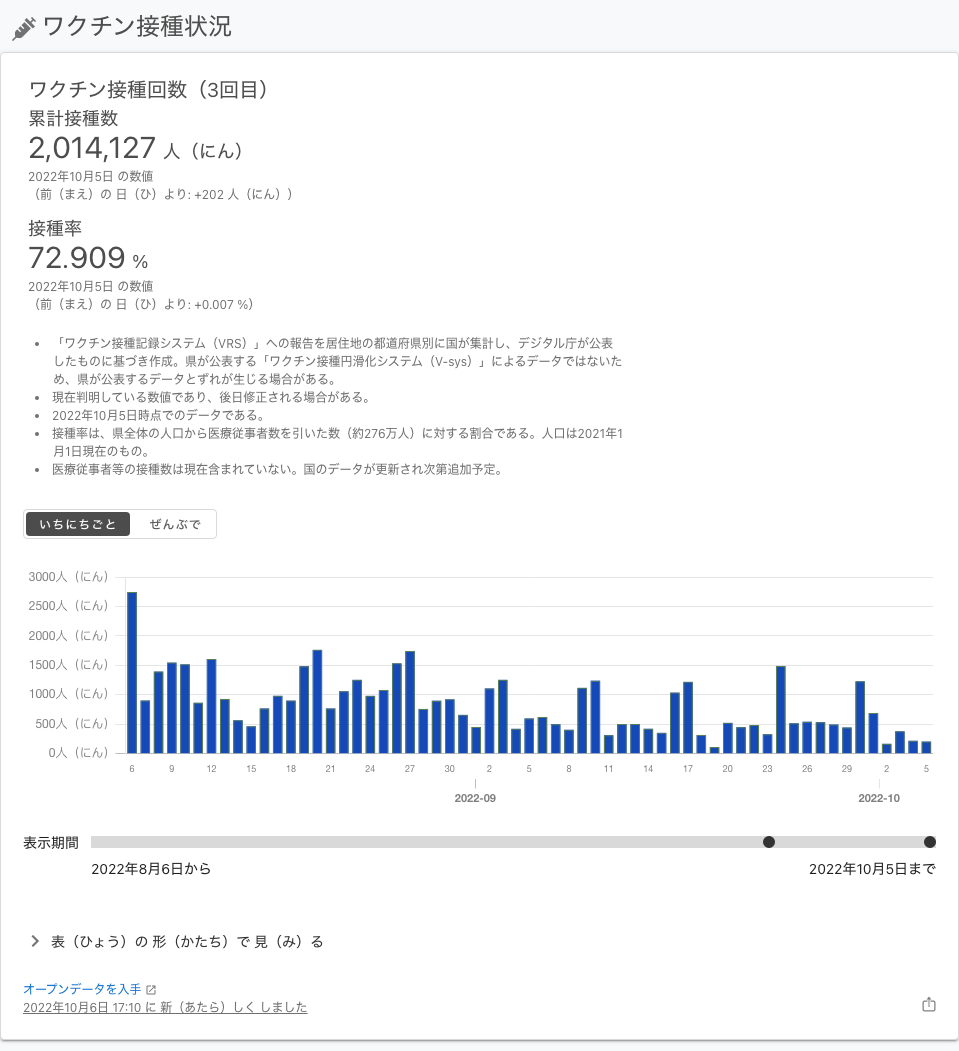 ワクチン接種状況
ワクチン接種回数（3回目）
累計接種数
2,014,127 人（にん）
2022年10月5日 の数値
（前（まえ）の 日（ひ）より: +202 人（にん））
接種率
72.909 %
2022年10月5日 の数値
（前（まえ）の 日（ひ）より: +0.007 %）
• 「ワクチン接種記録システム（VRS）」への報告を居住地の都道府県別に国が集計し、デジタル庁が公表
したものに基づき作成。県が公表する「ワクチン接種円滑化システム（V-sys）」によるデータではないた
め、県が公表するデータとずれが生じる場合がある。
• 現在判明している数値であり、後日修正される場合がある。
• 2022年10月5日時点でのデータである。
• 接種率は、県全体の人口から医療従事者数を引いた数（約276万人）に対する割合である。人口は2021年1
月1日現在のもの。
• 医療従事者等の接種数は現在含まれていない。国のデータが更新され次第追加予定。
いちにちごと ぜんぶで
3000人（にん）
2500人（にん）
2000人（にん）
1500人（にん）
1000人（にん）
500人（にん）
0人（にん）
6 9 12 15 18 21 24 27 30 2 5 8 11 14 17 20 23 26 29 2 5
2022-09 2022-10
表示期間
2022年8月6日から 2022年10月5日まで
表（ひょう）の 形（かたち）で 見（み）る
オープンデータを入手
2022年10月6日 17:10 に 新（あたら）しく しました